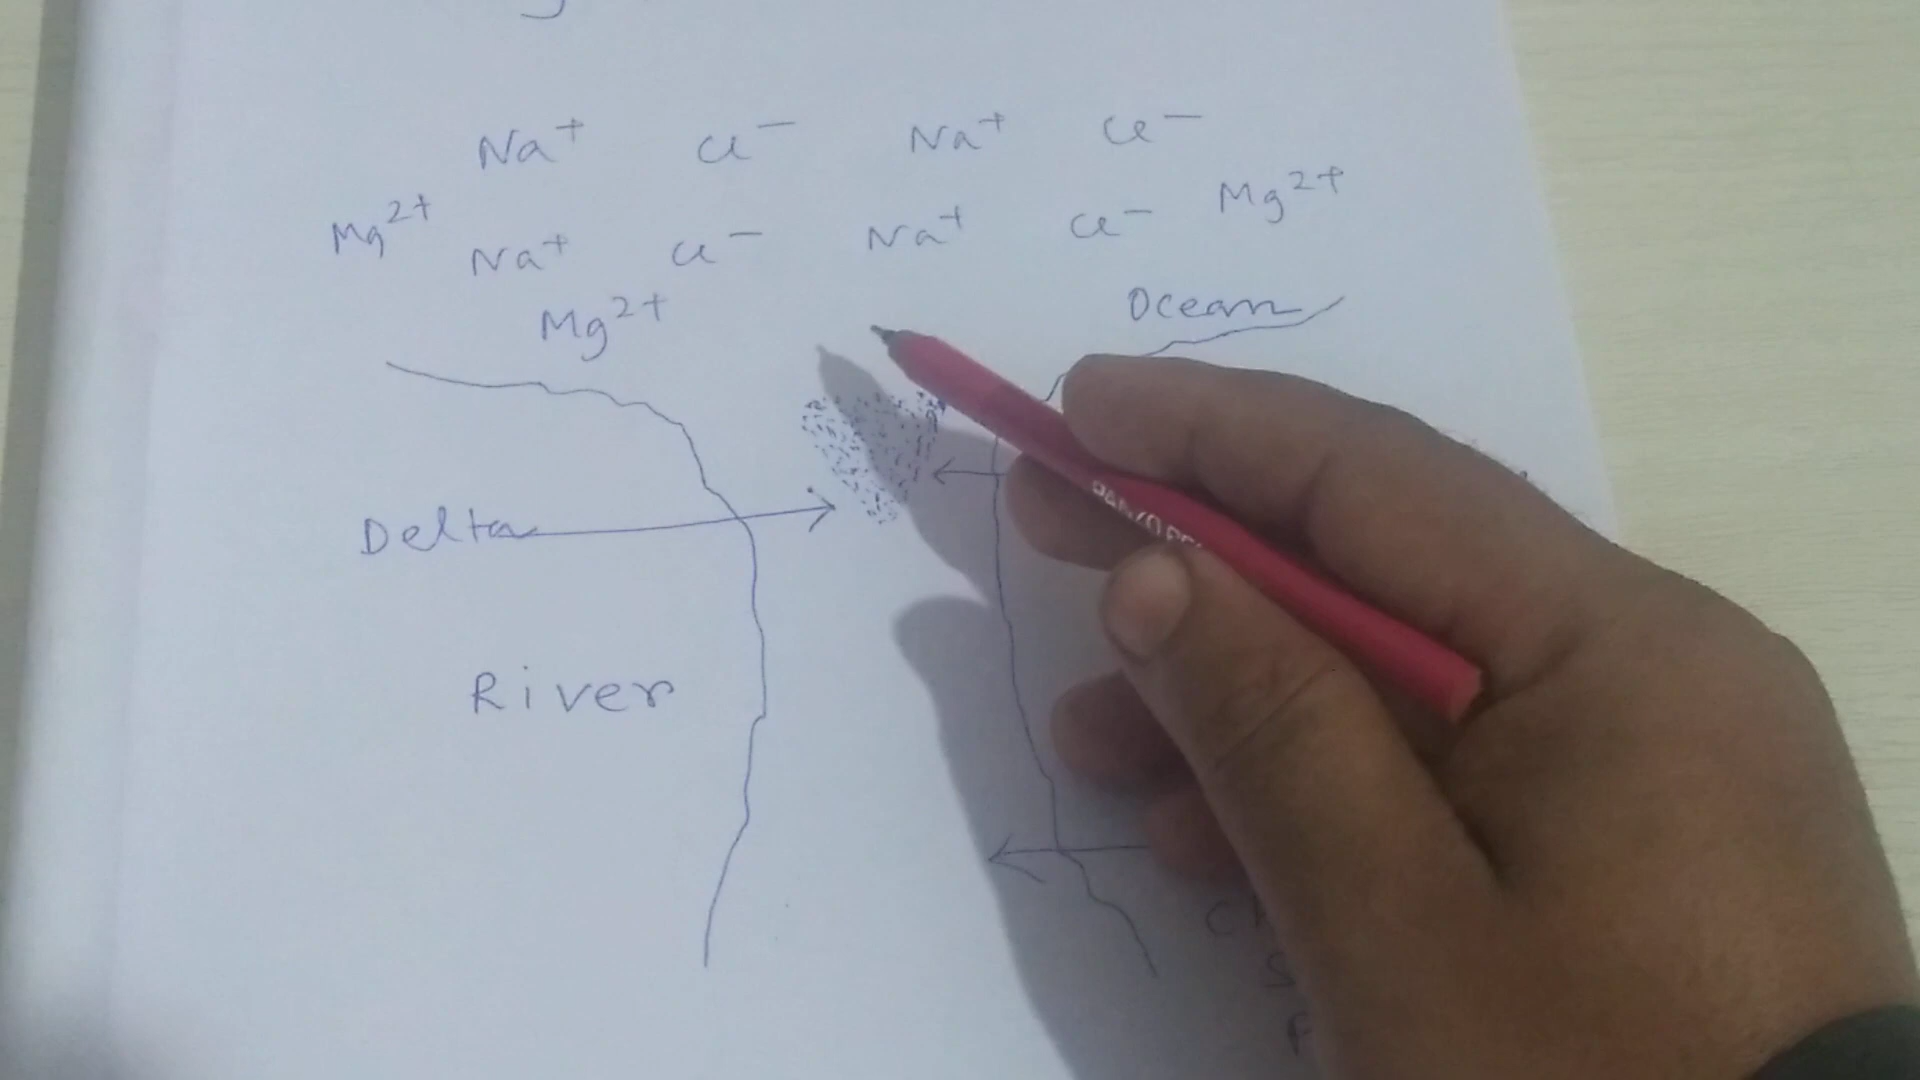 Na+ Cl- Na+ Cl-
Mg2+ Na+ Cl- Na+ Cl- Mg2+
Mg2+
Ocean
Delta
River